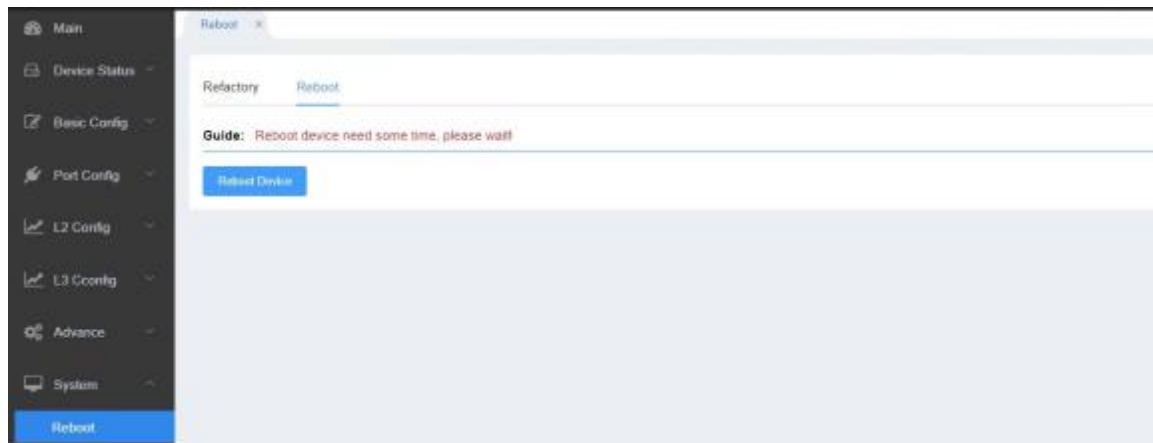 Main
Device Status
Basic Config
Port Config
L2 Config
L3 Cconfig
Advance
System
Reboot
Reboot ×
Refactory Reboot
Guide: Reboot device need some time, please wait!
Reboot Device